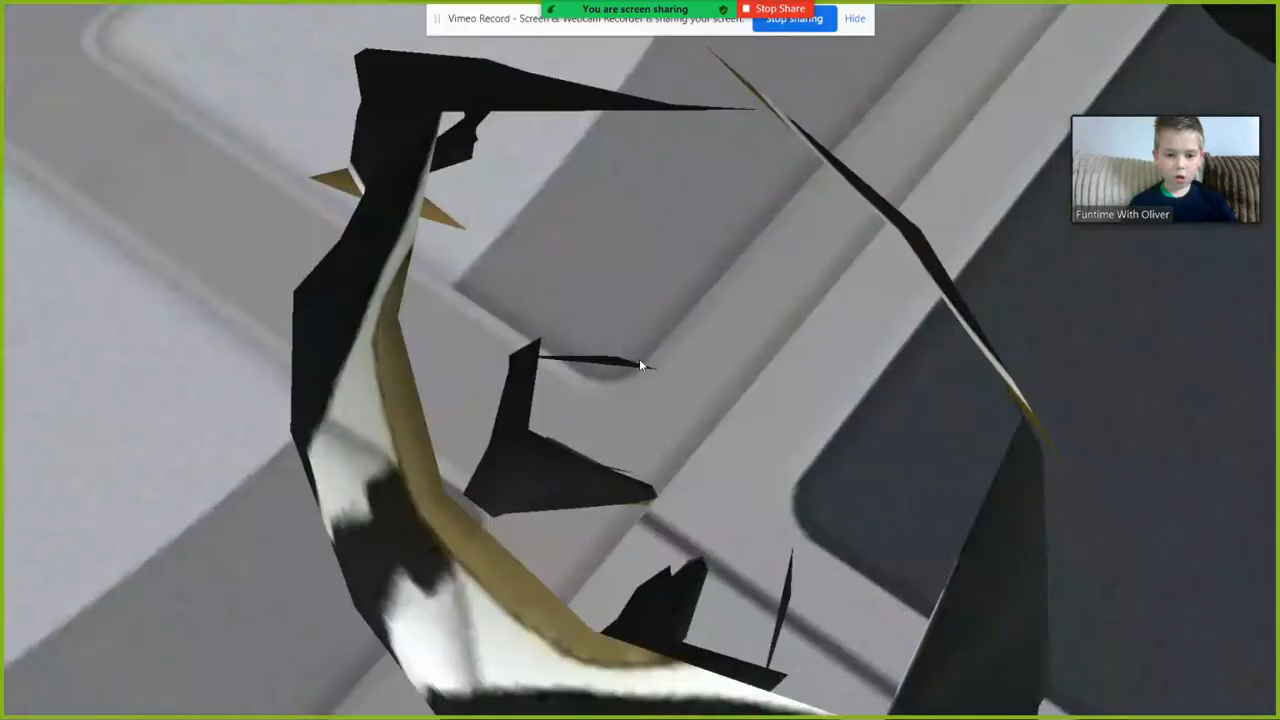 You are screen sharing
Stop Share
Vimeo Record - Screen & Webcam Recorder is sharing your screen.
Stop sharing
Hide
Funtime With Oliver